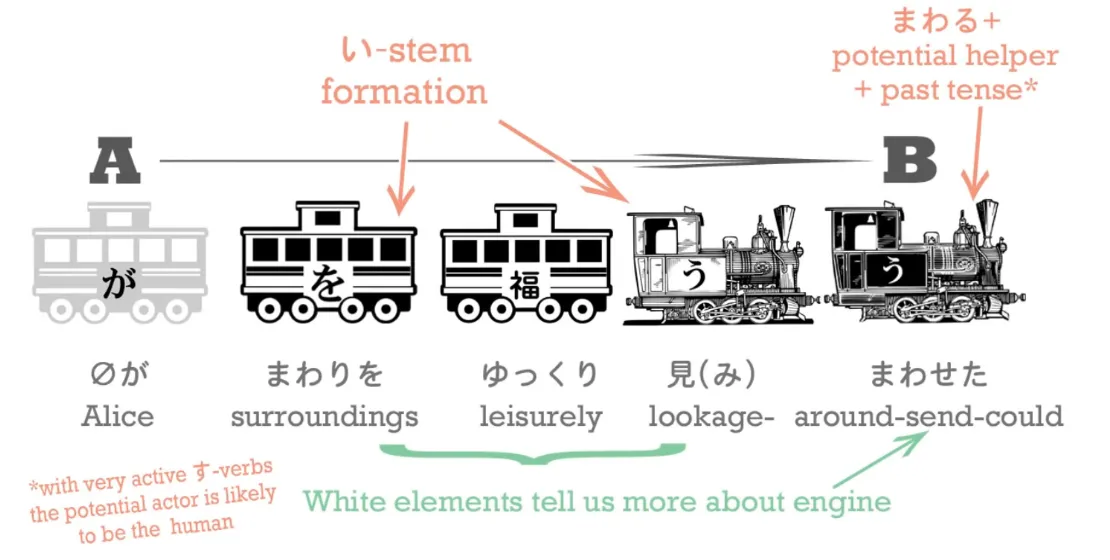 い-stem
formation
まわる+
potential helper
+ past tense*
A
B
が
を
福
う
う
∅が
まわりを
ゆっくり
見(み)
まわせた
Alice
surroundings
leisurely
lookage-
around-send-could
*with very active す-verbs
the potential actor is likely
to be the human
White elements tell us more about engine